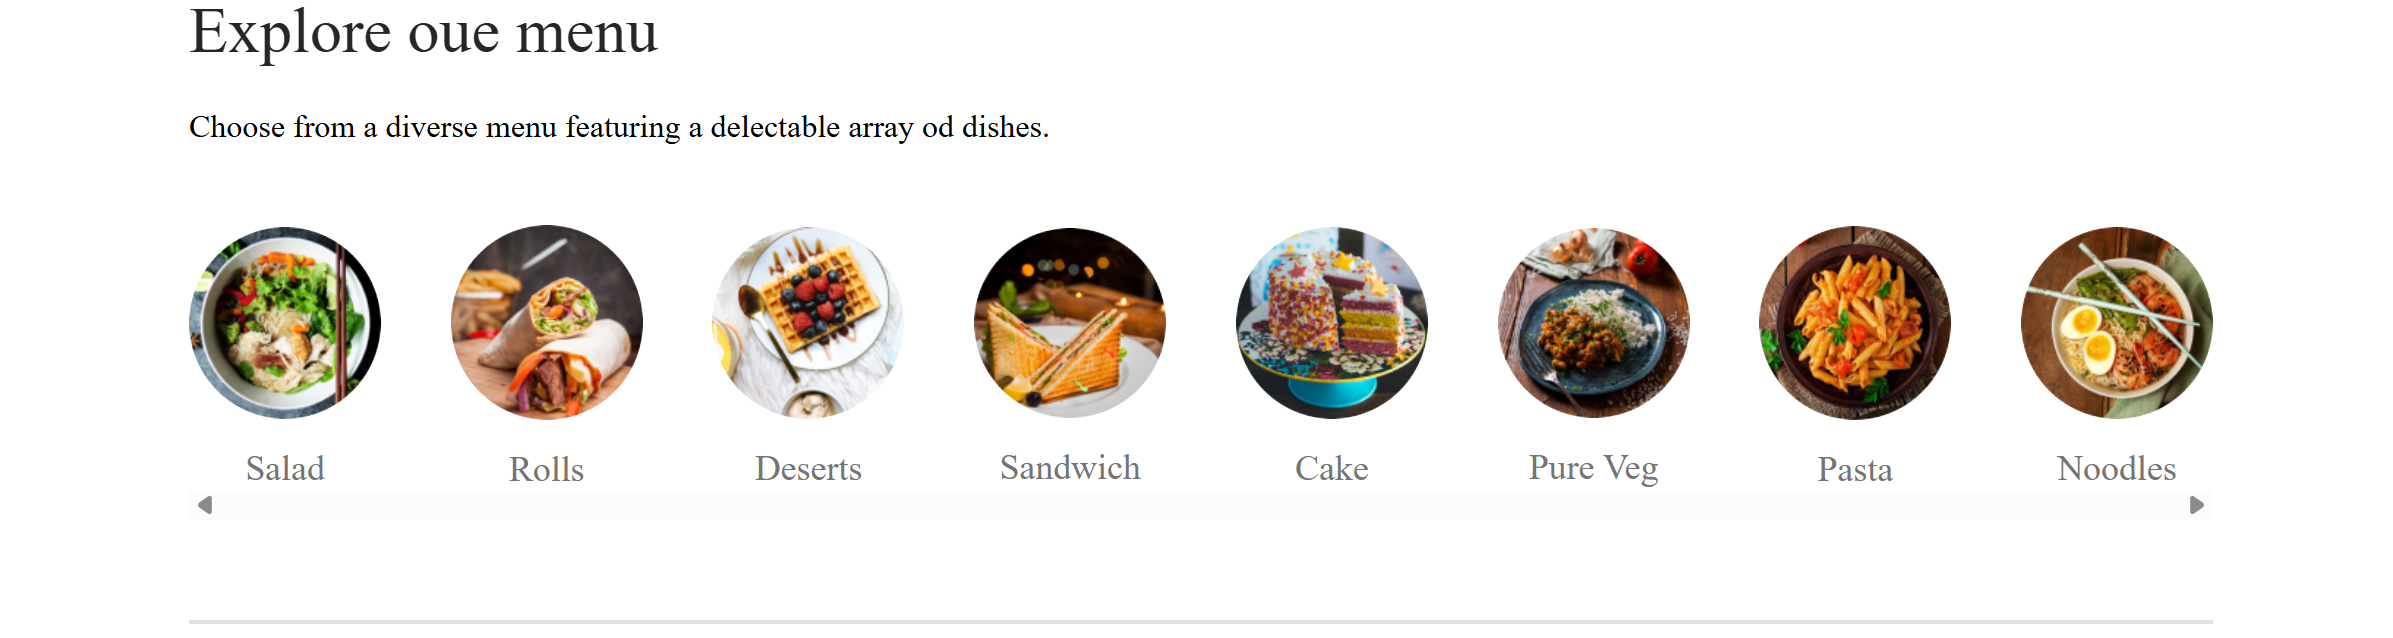 Explore oue menu
Choose from a diverse menu featuring a delectable array od dishes.
Salad Rolls Deserts Sandwich Cake Pure Veg Pasta Noodles